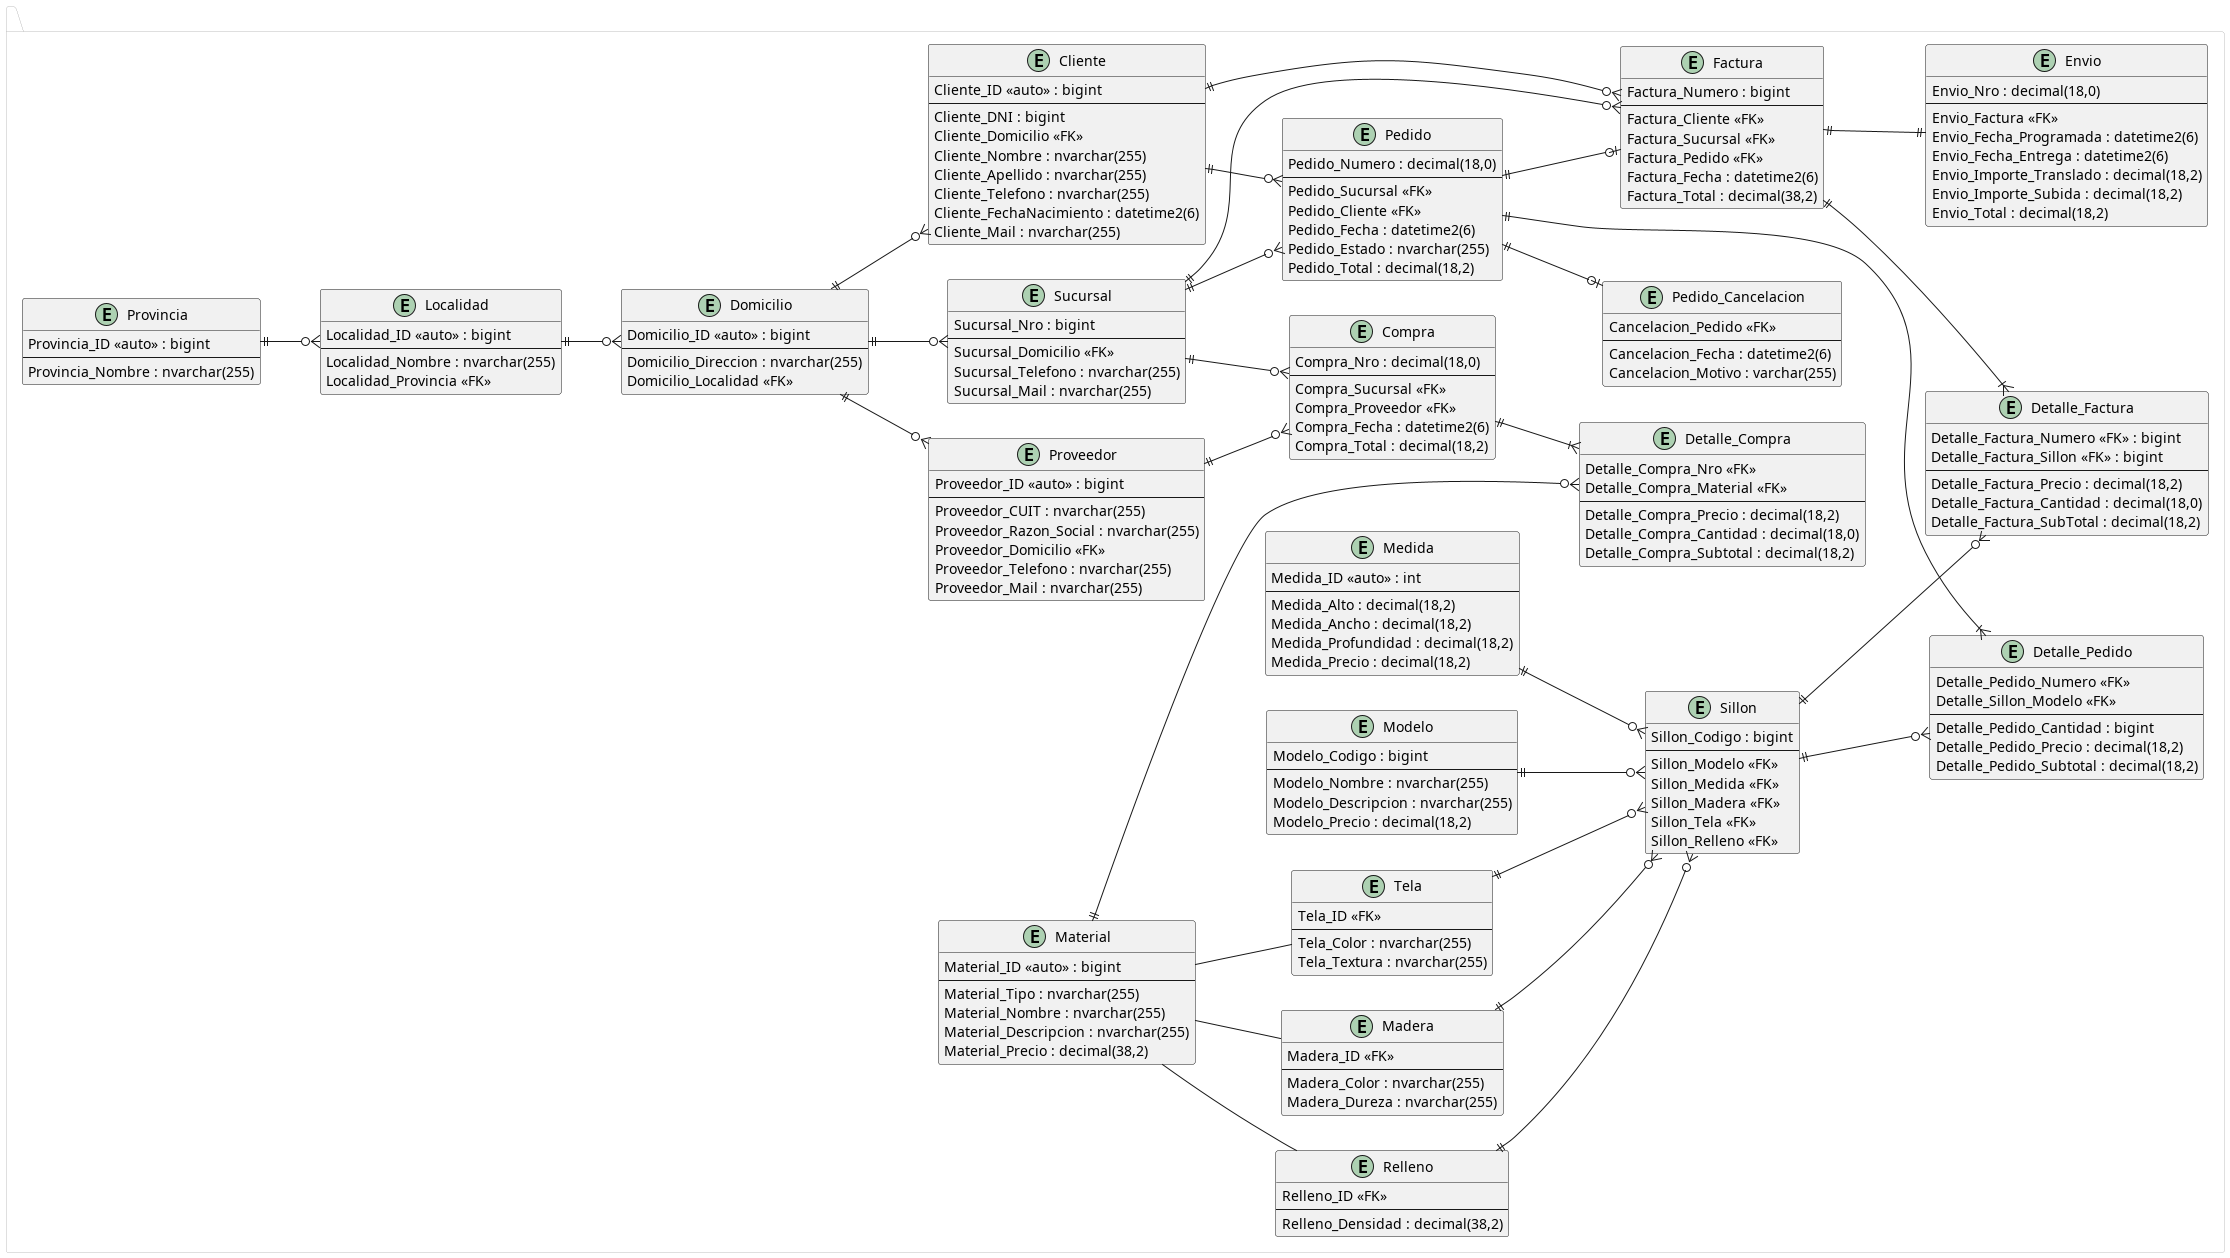 E Cliente
Cliente_ID «auto» : bigint
Cliente_DNI : bigint
Cliente_Domicilio «FK»
Cliente_Nombre : nvarchar(255)
Cliente_Apellido : nvarchar(255)
Cliente_Telefono : nvarchar(255)
Cliente_FechaNacimiento : datetime2(6)
Cliente_Mail : nvarchar(255)
E Factura
Factura_Numero : bigint
Factura_Cliente «FK»
Factura_Sucursal «FK»
Factura_Pedido «FK»
Factura_Fecha : datetime2(6)
Factura_Total : decimal(38,2)
E Envio
Envio_Nro : decimal(18,0)
Envio_Factura «FK»
Envio_Fecha_Programada : datetime2(6)
Envio_Fecha_Entrega : datetime2(6)
Envio_Importe_Translado : decimal(18,2)
Envio_Importe_Subida : decimal(18,2)
Envio_Total : decimal(18,2)
E Pedido
Pedido_Numero : decimal(18,0)
Pedido_Sucursal «FK»
Pedido_Cliente «FK»
Pedido_Fecha : datetime2(6)
Pedido_Estado : nvarchar(255)
Pedido_Total : decimal(18,2)
E Provincia
Provincia_ID «auto» : bigint
Provincia_Nombre : nvarchar(255)
E Localidad
Localidad_ID «auto» : bigint
Localidad_Nombre : nvarchar(255)
Localidad_Provincia «FK»
E Domicilio
Domicilio_ID «auto» : bigint
Domicilio_Direccion : nvarchar(255)
Domicilio_Localidad «FK»
E Sucursal
Sucursal_Nro : bigint
Sucursal_Domicilio «FK»
Sucursal_Telefono : nvarchar(255)
Sucursal_Mail : nvarchar(255)
E Pedido_Cancelacion
Cancelacion_Pedido «FK»
Cancelacion_Fecha : datetime2(6)
Cancelacion_Motivo : varchar(255)
E Compra
Compra_Nro : decimal(18,0)
Compra_Sucursal «FK»
Compra_Proveedor «FK»
Compra_Fecha : datetime2(6)
Compra_Total : decimal(18,2)
E Detalle_Factura
Detalle_Factura_Numero «FK» : bigint
Detalle_Factura_Sillon «FK» : bigint
Detalle_Factura_Precio : decimal(18,2)
Detalle_Factura_Cantidad : decimal(18,0)
Detalle_Factura_SubTotal : decimal(18,2)
E Proveedor
Proveedor_ID «auto» : bigint
Proveedor_CUIT : nvarchar(255)
Proveedor_Razon_Social : nvarchar(255)
Proveedor_Domicilio «FK»
Proveedor_Telefono : nvarchar(255)
Proveedor_Mail : nvarchar(255)
E Detalle_Compra
Detalle_Compra_Nro «FK»
Detalle_Compra_Material «FK»
Detalle_Compra_Precio : decimal(18,2)
Detalle_Compra_Cantidad : decimal(18,0)
Detalle_Compra_Subtotal : decimal(18,2)
E Medida
Medida_ID «auto» : int
Medida_Alto : decimal(18,2)
Medida_Ancho : decimal(18,2)
Medida_Profundidad : decimal(18,2)
Medida_Precio : decimal(18,2)
E Detalle_Pedido
Detalle_Pedido_Numero «FK»
Detalle_Sillon_Modelo «FK»
Detalle_Pedido_Cantidad : bigint
Detalle_Pedido_Precio : decimal(18,2)
Detalle_Pedido_Subtotal : decimal(18,2)
E Modelo
Modelo_Codigo : bigint
Modelo_Nombre : nvarchar(255)
Modelo_Descripcion : nvarchar(255)
Modelo_Precio : decimal(18,2)
E Sillon
Sillon_Codigo : bigint
Sillon_Modelo «FK»
Sillon_Medida «FK»
Sillon_Madera «FK»
Sillon_Tela «FK»
Sillon_Relleno «FK»
E Tela
Tela_ID «FK»
Tela_Color : nvarchar(255)
Tela_Textura : nvarchar(255)
E Material
Material_ID «auto» : bigint
Material_Tipo : nvarchar(255)
Material_Nombre : nvarchar(255)
Material_Descripcion : nvarchar(255)
Material_Precio : decimal(38,2)
E Madera
Madera_ID «FK»
Madera_Color : nvarchar(255)
Madera_Dureza : nvarchar(255)
E Relleno
Relleno_ID «FK»
Relleno_Densidad : decimal(38,2)